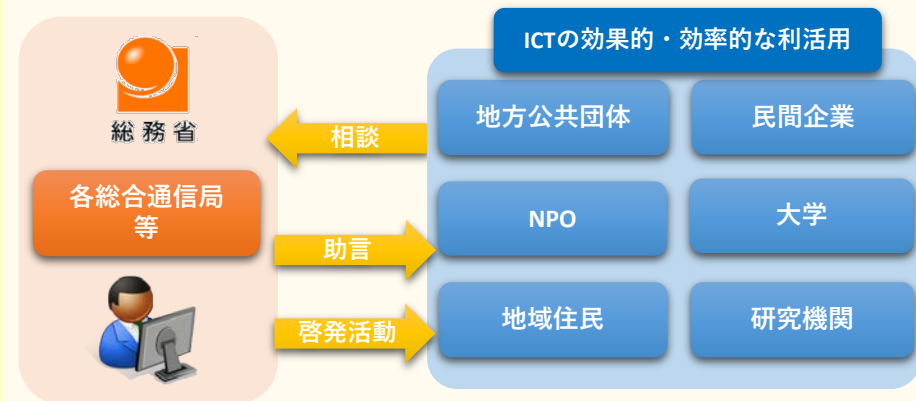 ICTの効果的・効率的な利活用
総務省
各総合通信局
等
相談
助言
啓発活動
地方公共団体
民間企業
NPO
大学
地域住民
研究機関